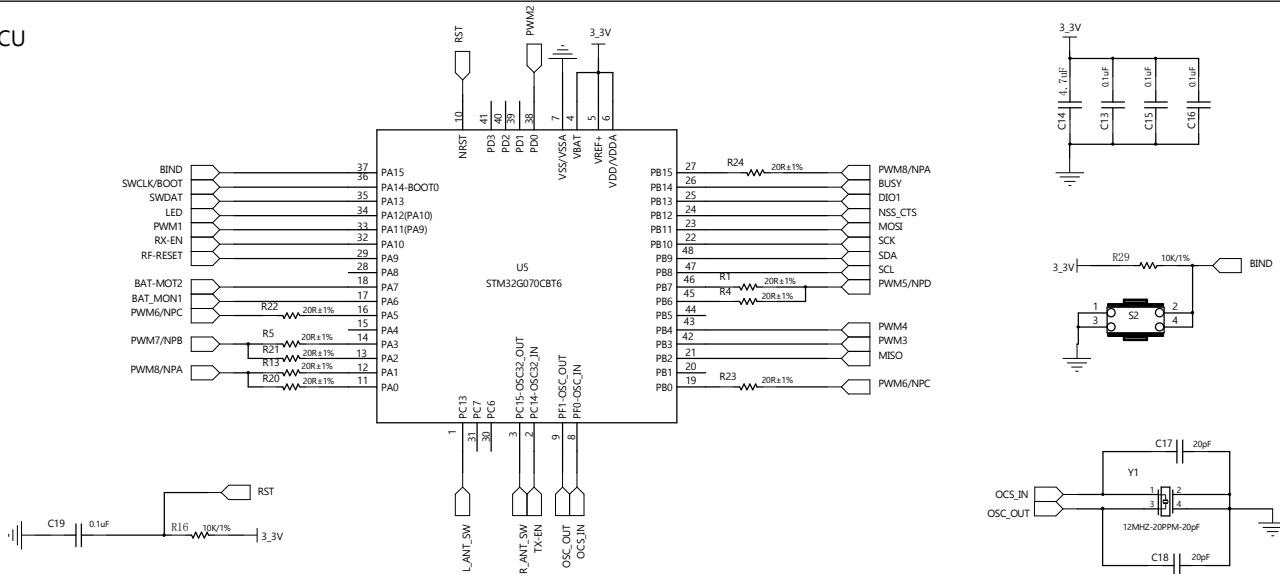 CU
RST
PWM2
3_3V
10
41
40
39
38
7
4
5
6
NRST
PD3
PD2
PD1
PD0
VSS/VSSA
VBAT
VREF+
VDD/VDDA
BIND 37 PA15
SWCLK/BOOT 36 PA14-BOOT0
SWDAT 35 PA13
LED 34 PA12(PA10)
PWM1 33 PA11(PA9)
RX-EN 32 PA10
RF-RESET 29 PA9
28 PA8
BAT-MOT2 18 PA7
BAT_MON1 17 PA6
PWM6/NPC R22 20R±1% 16 PA5
15 PA4
PWM7/NPB R5 20R±1% 14 PA3
R21 20R±1% 13 PA2
PWM8/NPA R13 20R±1% 12 PA1
R20 20R±1% 11 PA0
U5
STM32G070CBT6
PB15 27 R24 20R±1% PWM8/NPA
PB14 26 BUSY
PB13 25 DIO1
PB12 24 NSS_CTS
PB11 23 MOSI
PB10 22 SCK
PB9 48 SDA
PB8 47 SCL
PB7 46 R1 20R±1% PWM5/NPD
PB6 45 R4 20R±1%
PB5 44
PB4 43 PWM4
PB3 42 PWM3
PB2 21 MISO
PB1 20
PB0 19 R23 20R±1% PWM6/NPC
PC13
PC7
PC6
PC15-OSC32_OUT
PC14-OSC32_IN
PF1-OSC_OUT
PF0-OSC_IN
1
31
30
3
2
9
8
L_ANT_SW
R_ANT_SW
TX-EN
OSC_OUT
OCS_IN
3_3V
C14 4.7uF
C13 0.1uF
C15 0.1uF
C16 0.1uF
3_3V R29 10K/1% BIND
1 2
3 4
S2
C17 20pF
Y1
OCS_IN 1 2
OSC_OUT 3 4
12MHZ-20PPM-20pF
C18 20pF
RST
C19 0.1uF R16 10K/1% 3_3V